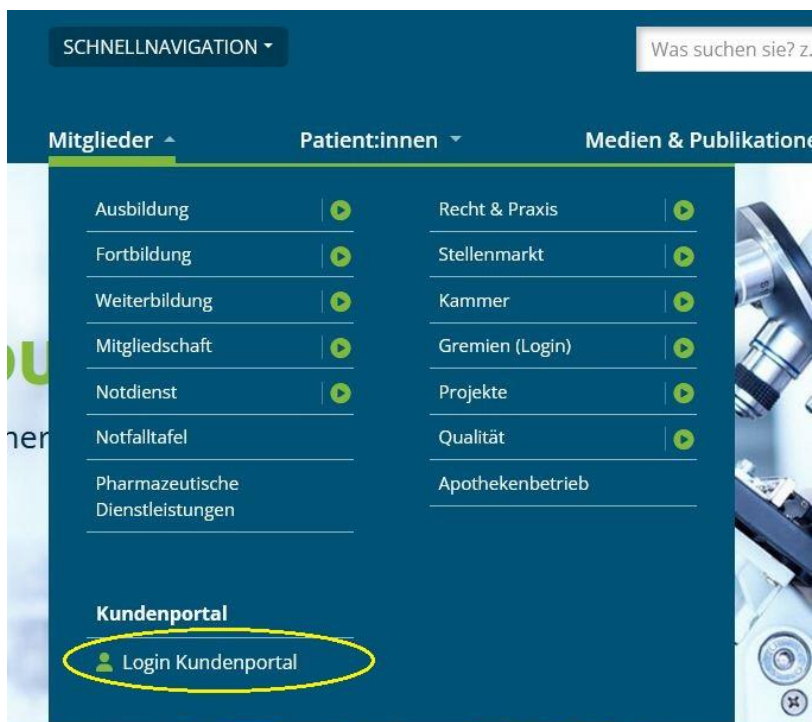 SCHNELLNAVIGATION
Was suchen sie? z.
Mitglieder
Patient:innen
Medien & Publikatione
Ausbildung
Fortbildung
Weiterbildung
Mitgliedschaft
Notdienst
Notfalltafel
Pharmazeutische
Dienstleistungen
Recht & Praxis
Stellenmarkt
Kammer
Gremien (Login)
Projekte
Qualität
Apothekenbetrieb
Kundenportal
Login Kundenportal